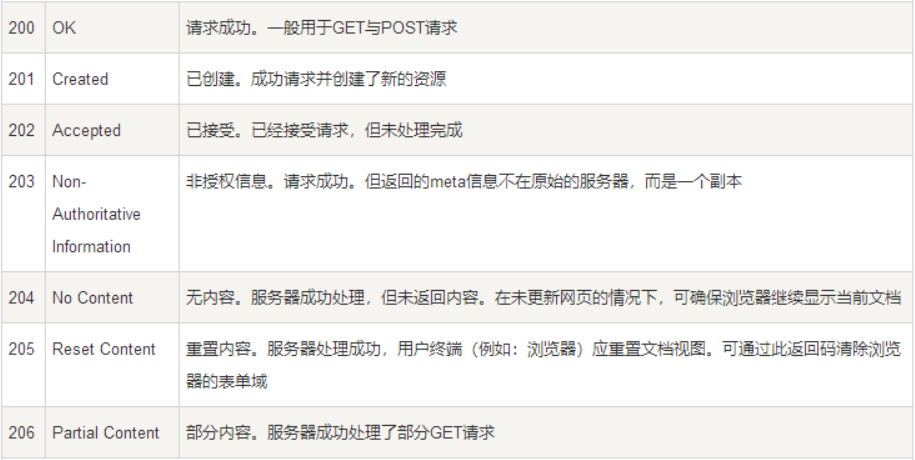 200 OK 请求成功。一般用于GET与POST请求
201 Created 已创建。成功请求并创建了新的资源
202 Accepted 已接受。已经接受请求，但未处理完成
203 Non- 非授权信息。请求成功。但返回的meta信息不在原始的服务器，而是一个副本
Authoritative
Information
204 No Content 无内容。服务器成功处理，但未返回内容。在未更新网页的情况下，可确保浏览器继续显示当前文档
205 Reset Content 重置内容。服务器处理成功，用户终端（例如：浏览器）应重置文档视图。可通过此返回码清除浏览
器的表单域
206 Partial Content 部分内容。服务器成功处理了部分GET请求